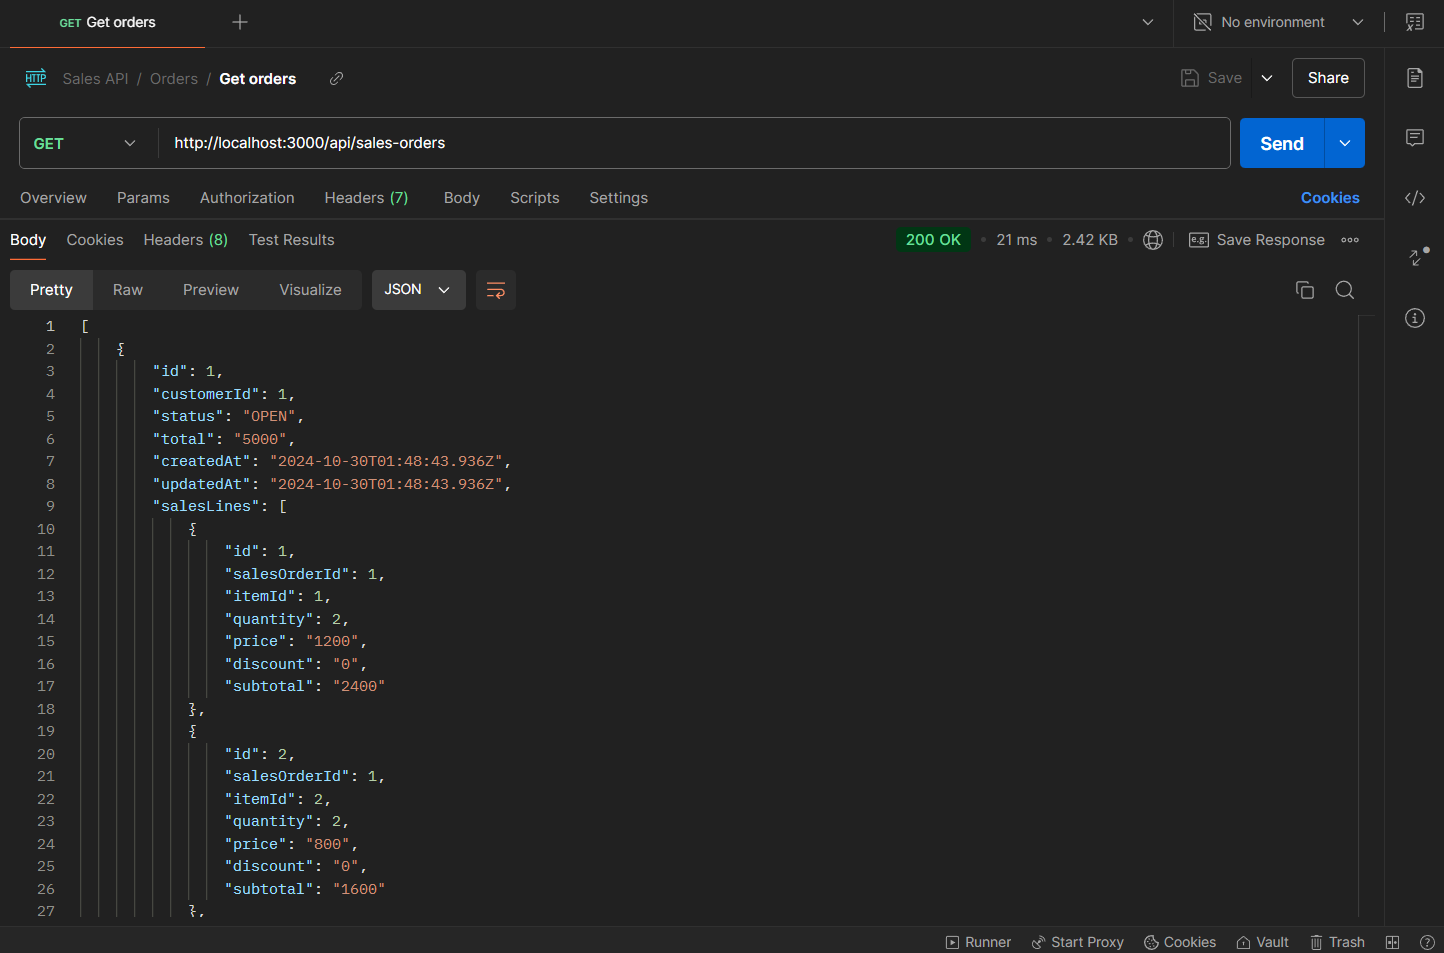 GET Get orders
No environment
HTTP Sales API / Orders / Get orders
Save
Share
GET http://localhost:3000/api/sales-orders
Send
Overview Params Authorization Headers (7) Body Scripts Settings Cookies
Body Cookies Headers (8) Test Results 200 OK 21 ms 2.42 KB e.g. Save Response
Pretty Raw Preview Visualize JSON
1 [
2 {
3 "id": 1,
4 "customerId": 1,
5 "status": "OPEN",
6 "total": "5000",
7 "createdAt": "2024-10-30T01:48:43.936Z",
8 "updatedAt": "2024-10-30T01:48:43.936Z",
9 "salesLines": [
10 {
11 "id": 1,
12 "salesOrderId": 1,
13 "itemId": 1,
14 "quantity": 2,
15 "price": "1200",
16 "discount": "0",
17 "subtotal": "2400"
18 },
19 {
20 "id": 2,
21 "salesOrderId": 1,
22 "itemId": 2,
23 "quantity": 2,
24 "price": "800",
25 "discount": "0",
26 "subtotal": "1600"
27 },
Runner Start Proxy Cookies Vault Trash